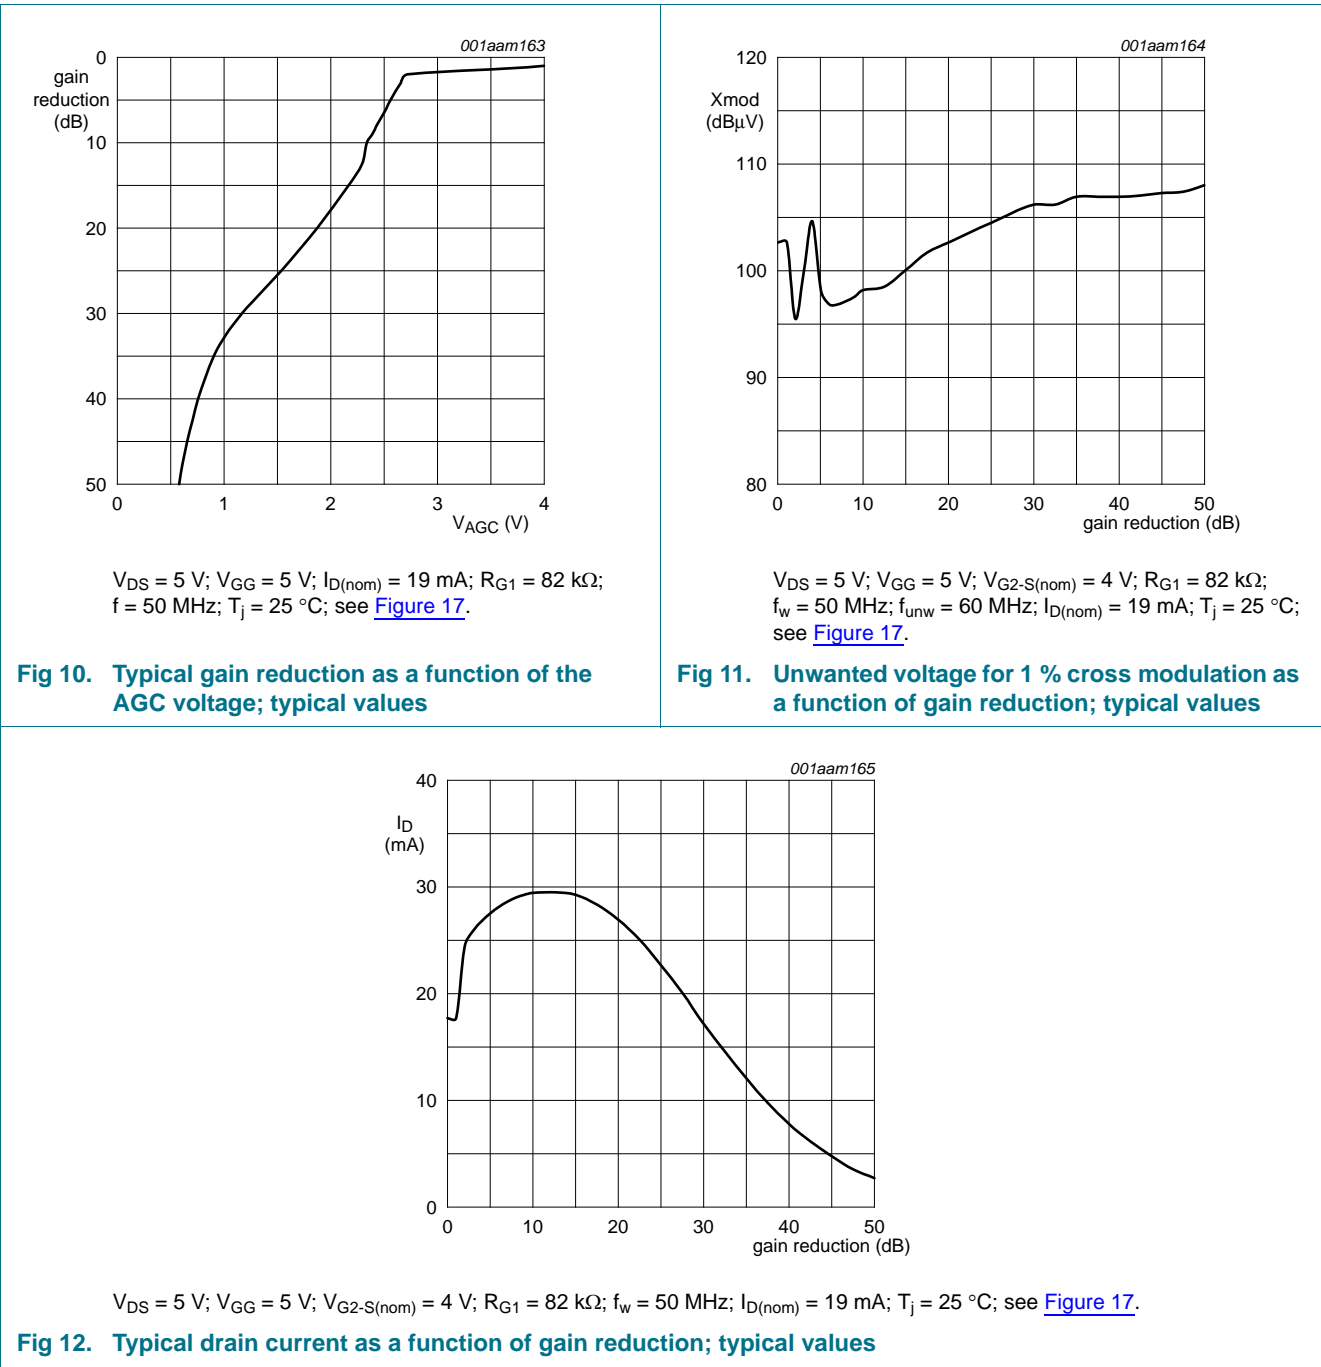 001aam163
0
gain
reduction
(dB)
10
20
30
40
50
0 1 2 3 4
VAGC (V)
VDS = 5 V; VGG = 5 V; ID(nom) = 19 mA; RG1 = 82 kΩ;
f = 50 MHz; Tj = 25 °C; see Figure 17.
Fig 10. Typical gain reduction as a function of the
AGC voltage; typical values
001aam164
120
Xmod
(dBμV)
110
100
90
80
0 10 20 30 40 50
gain reduction (dB)
VDS = 5 V; VGG = 5 V; VG2-S(nom) = 4 V; RG1 = 82 kΩ;
fw = 50 MHz; funw = 60 MHz; ID(nom) = 19 mA; Tj = 25 °C;
see Figure 17.
Fig 11. Unwanted voltage for 1 % cross modulation as
a function of gain reduction; typical values
001aam165
40
ID
(mA)
30
20
10
0
0 10 20 30 40 50
gain reduction (dB)
VDS = 5 V; VGG = 5 V; VG2-S(nom) = 4 V; RG1 = 82 kΩ; fw = 50 MHz; ID(nom) = 19 mA; Tj = 25 °C; see Figure 17.
Fig 12. Typical drain current as a function of gain reduction; typical values